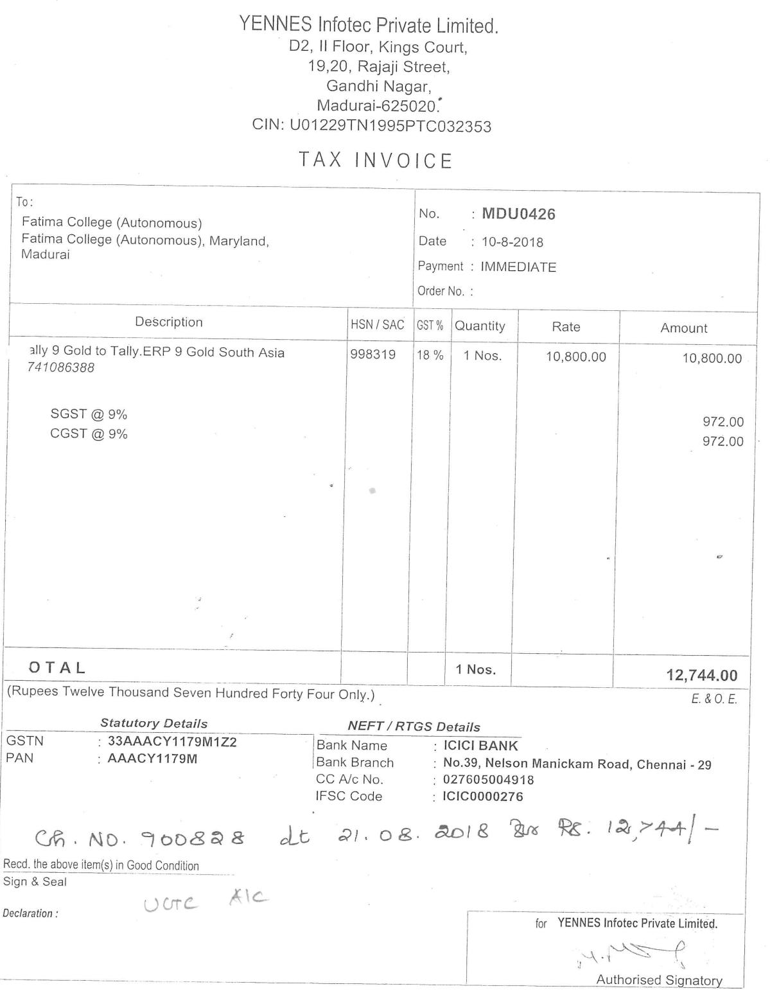 YENNES Infotec Private Limited.
D2, II Floor, Kings Court,
19,20, Rajaji Street,
Gandhi Nagar,
Madurai-625020.
CIN: U01229TN1995PTC032353
TAX INVOICE
To:
Fatima College (Autonomous)
Fatima College (Autonomous), Maryland,
Madurai
No. : MDU0426
Date : 10-8-2018
Payment : IMMEDIATE
Order No. :
Description HSN / SAC GST % Quantity Rate Amount
ally 9 Gold to Tally.ERP 9 Gold South Asia 998319 18 % 1 Nos. 10,800.00 10,800.00
741086388
SGST @ 9% 972.00
CGST @ 9% 972.00
OTAL 1 Nos. 12,744.00
(Rupees Twelve Thousand Seven Hundred Forty Four Only.)
E. & O. E.
Statutory Details
GSTN : 33AAACY1179M1Z2
PAN : AAACY1179M
NEFT / RTGS Details
Bank Name : ICICI BANK
Bank Branch : No.39, Nelson Manickam Road, Chennai - 29
CC A/c No. : 027605004918
IFSC Code : ICIC0000276
Ch. NO. 900828 dt 21.08.2018 for Rs. 12,744/-
Recd. the above item(s) in Good Condition
Sign & Seal
UGTC A/C
Declaration :
for YENNES Infotec Private Limited.
Authorised Signatory